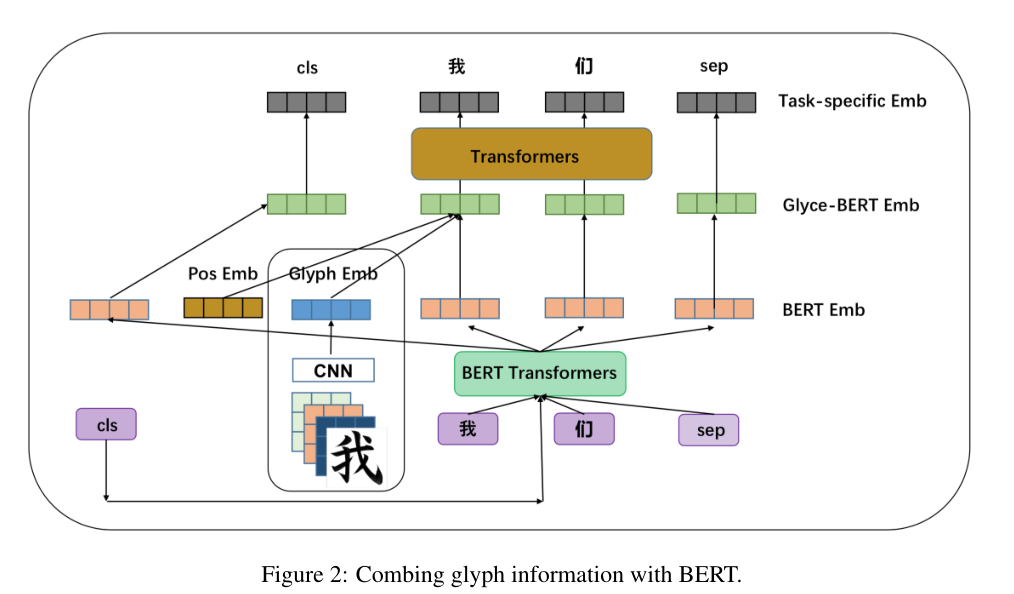 cls 我 们 sep
Task-specific Emb
Transformers
Glyce-BERT Emb
Pos Emb Glyph Emb
BERT Emb
CNN
BERT Transformers
cls 我 们 sep
我
Figure 2: Combing glyph information with BERT.